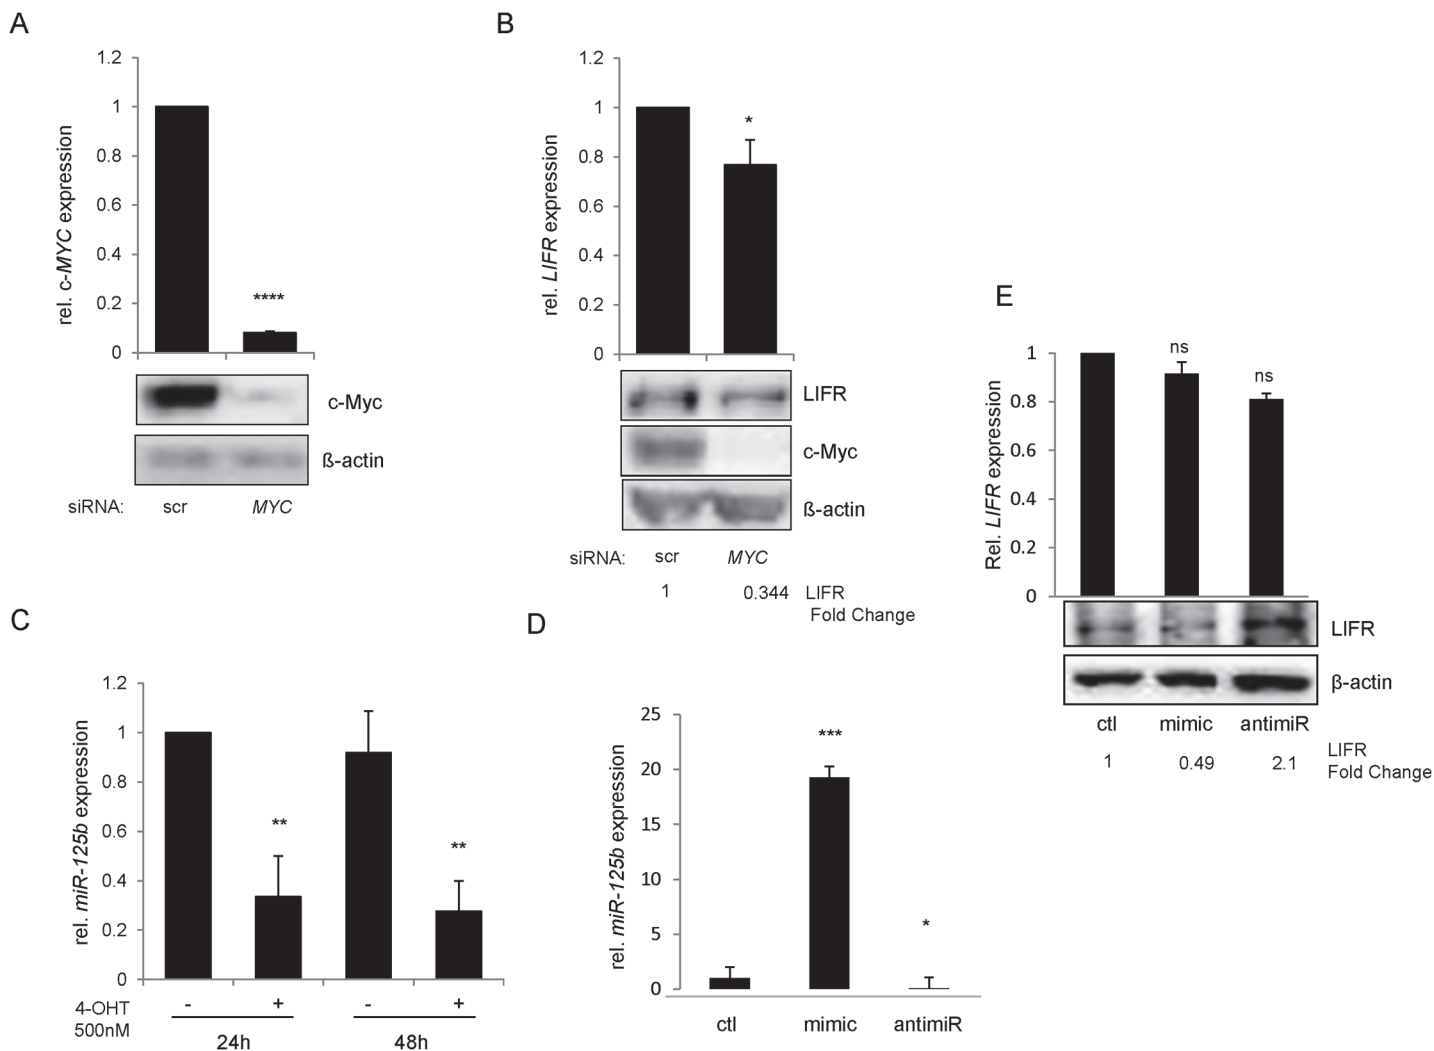 A
1.2
1
0.8
0.6
0.4
0.2
0
rel. c-MYC expression
****
c-Myc
ß-actin
siRNA: scr MYC
B
1.2
1
0.8
0.6
0.4
0.2
0
rel. LIFR expression
*
LIFR
c-Myc
ß-actin
siRNA: scr MYC
1 0.344 LIFR
Fold Change
C
1.2
1
0.8
0.6
0.4
0.2
0
rel. miR-125b expression
**
**
4-OHT - + - +
500nM
24h 48h
D
25
20
15
10
5
0
rel. miR-125b expression
***
*
ctl mimic antimiR
E
1
0.8
0.6
0.4
0.2
0
Rel. LIFR expression
ns
ns
LIFR
ß-actin
ctl mimic antimiR
1 0.49 2.1 LIFR
Fold Change